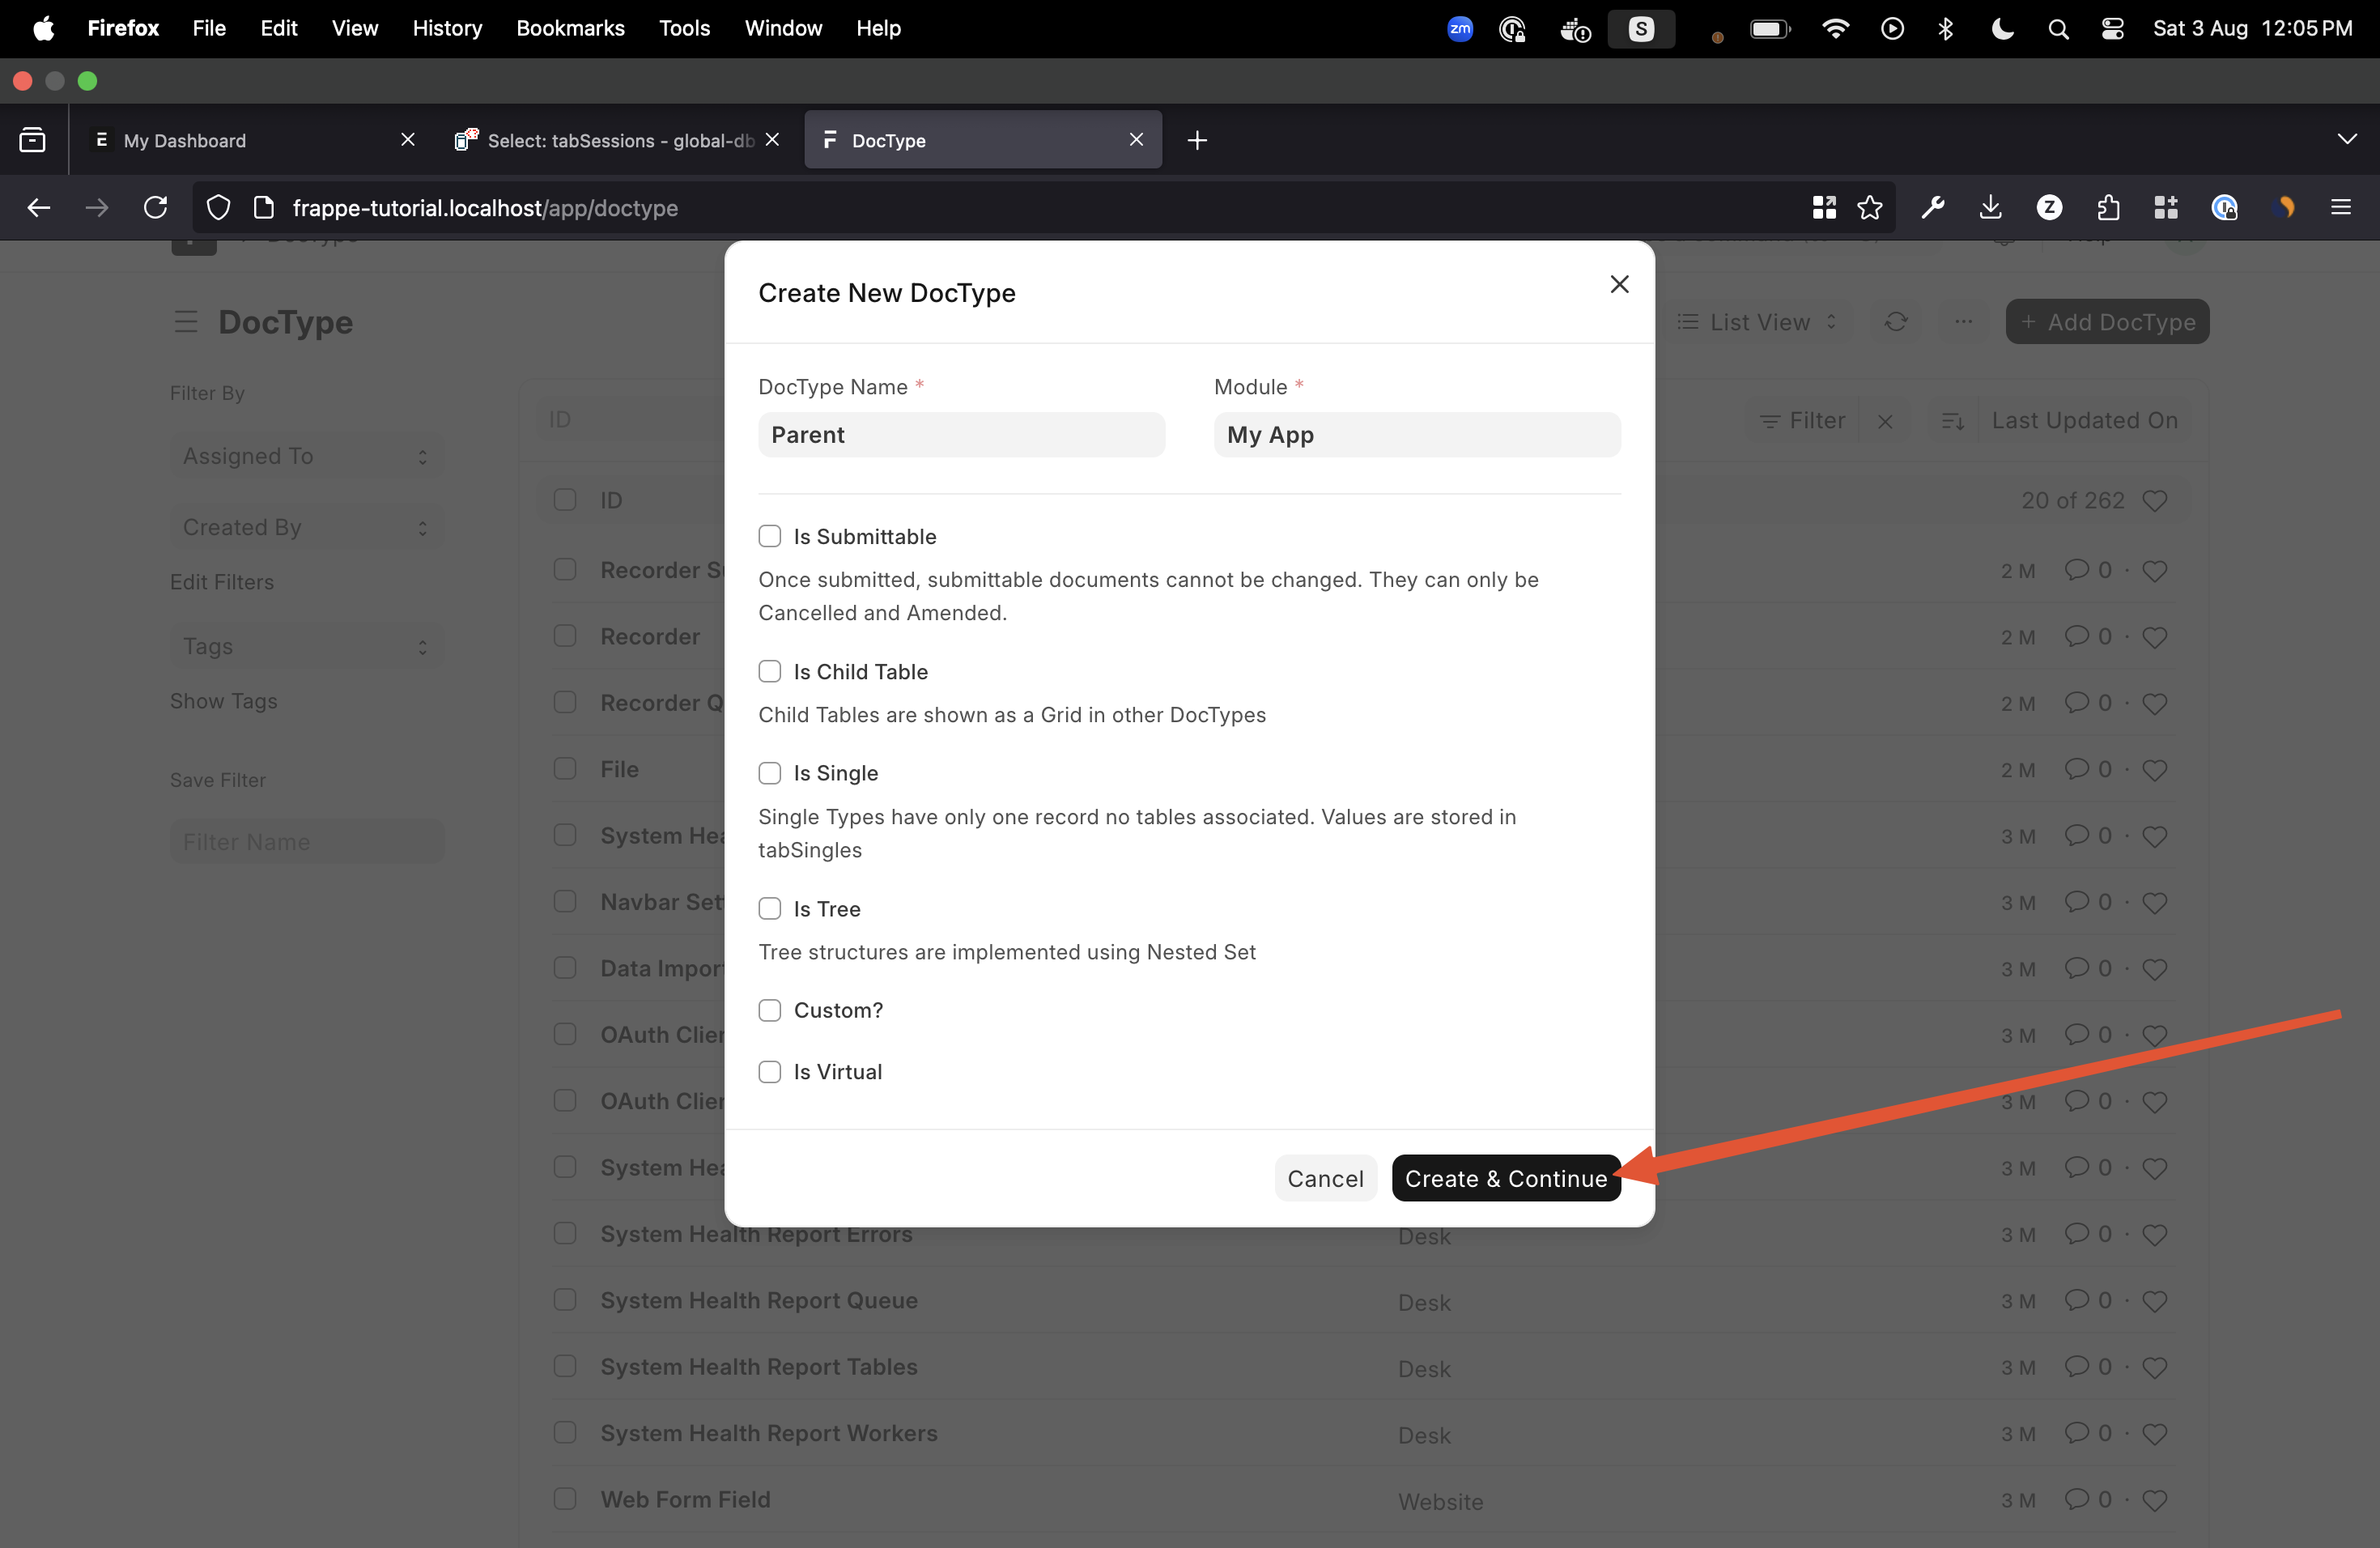 Firefox File Edit View History Bookmarks Tools Window Help zm S Sat 3 Aug 12:05 PM
My Dashboard Select: tabSessions - global-db DocType
frappe-tutorial.localhost/app/doctype
Create New DocType
DocType List View Add DocType
DocType Name * Module *
Parent My App
Filter By
ID Filter Last Updated On
Assigned To
ID 20 of 262
Created By
Is Submittable
Once submitted, submittable documents cannot be changed. They can only be
Cancelled and Amended.
Edit Filters
Recorder 2 M 0
Recorder 2 M 0
Tags
Is Child Table
Child Tables are shown as a Grid in other DocTypes
Show Tags
Recorder 2 M 0
Is Single
File 2 M 0
Save Filter
Single Types have only one record no tables associated. Values are stored in
tabSingles
Filter Name
System 3 M 0
Is Tree
Navbar 3 M 0
Tree structures are implemented using Nested Set
Data 3 M 0
Custom?
OAuth 3 M 0
Is Virtual
OAuth 3 M 0
System 3 M 0
Cancel Create & Continue
System Health Report Errors Desk 3 M 0
System Health Report Queue Desk 3 M 0
System Health Report Tables Desk 3 M 0
System Health Report Workers Desk 3 M 0
Web Form Field Website 3 M 0